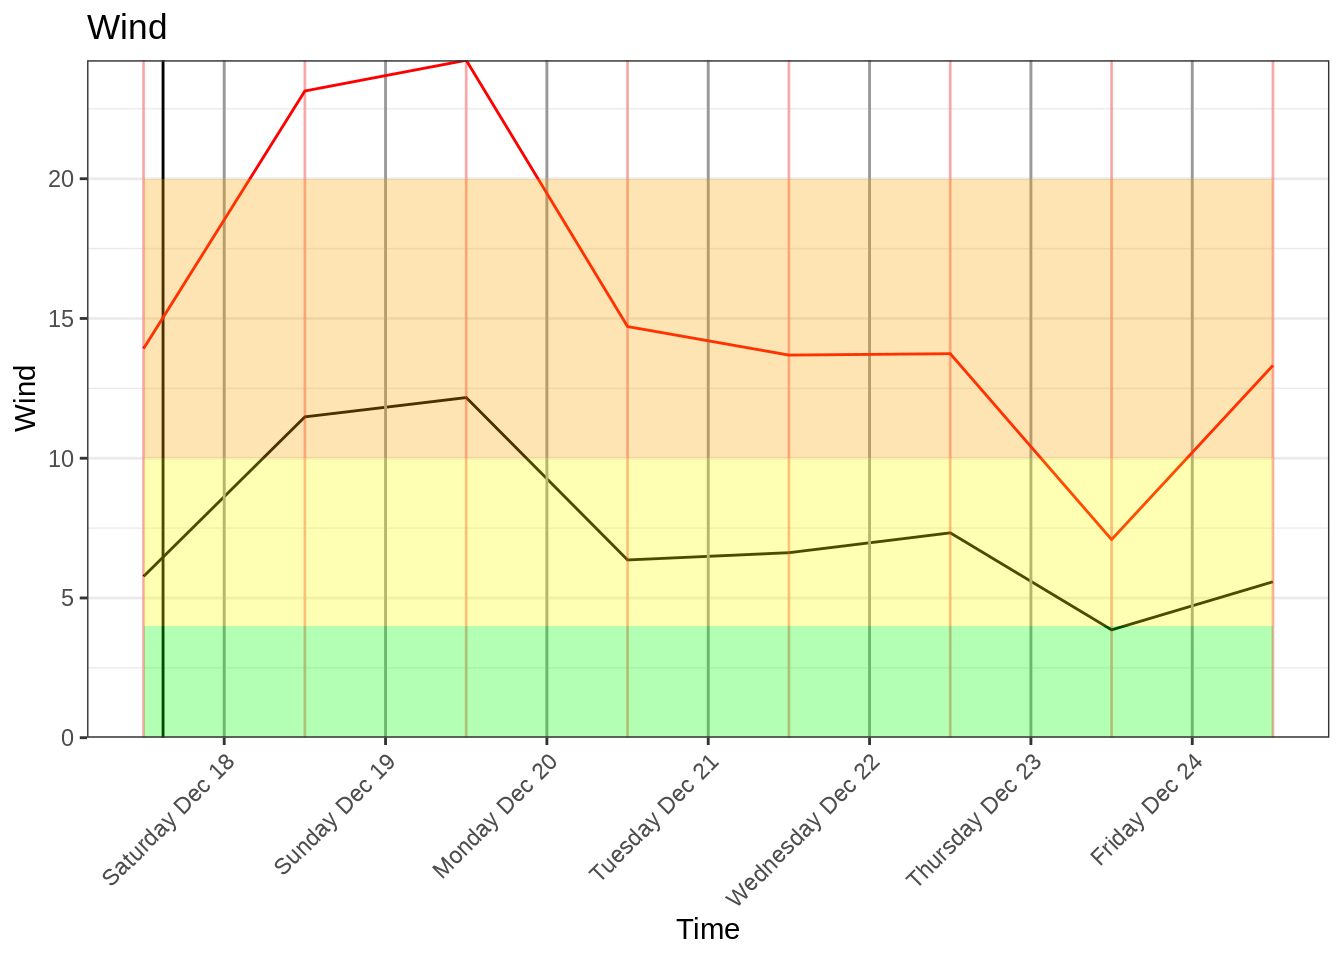 Wind
20
15
10
5
0
Wind
Saturday Dec 18
Sunday Dec 19
Monday Dec 20
Tuesday Dec 21
Wednesday Dec 22
Thursday Dec 23
Friday Dec 24
Time